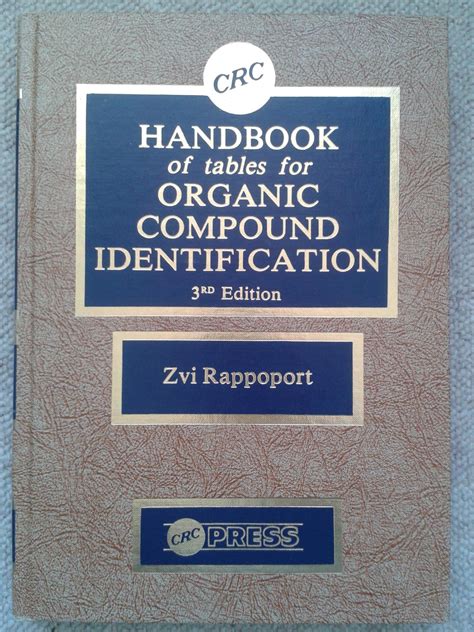 CRC
HANDBOOK
of tables for
ORGANIC
COMPOUND
IDENTIFICATION
3RD Edition
Zvi Rappoport
CRC PRESS